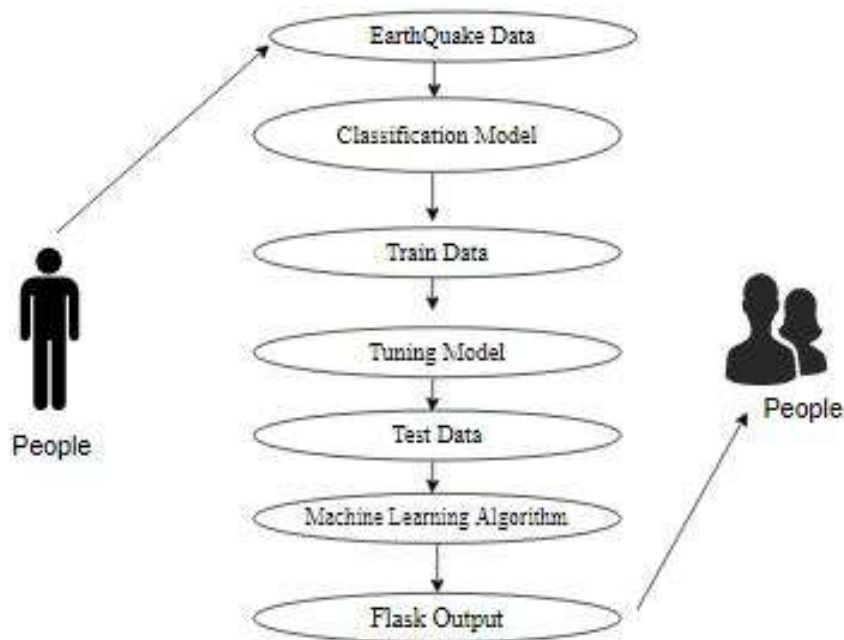 EarthQuake Data
Classification Model
Train Data
Tuning Model
Test Data
Machine Learning Algorithm
Flask Output
People
People